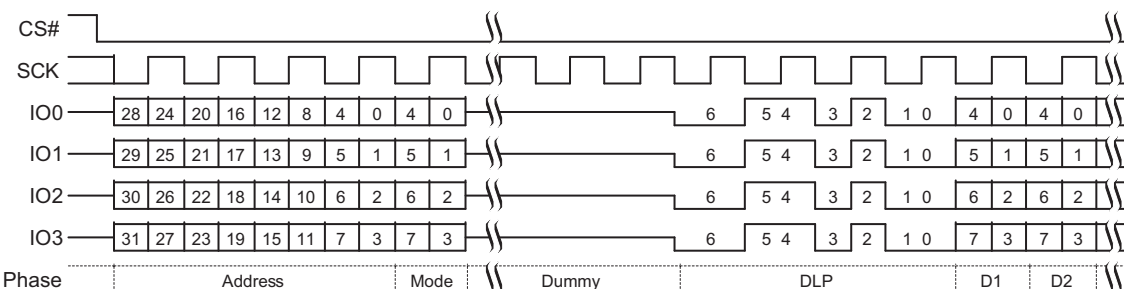 CS#
SCK
IO0 28 24 20 16 12 8 4 0 4 0 6 5 4 3 2 1 0 4 0 4 0
IO1 29 25 21 17 13 9 5 1 5 1 6 5 4 3 2 1 0 5 1 5 1
IO2 30 26 22 18 14 10 6 2 6 2 6 5 4 3 2 1 0 6 2 6 2
IO3 31 27 23 19 15 11 7 3 7 3 6 5 4 3 2 1 0 7 3 7 3
Phase Address Mode Dummy DLP D1 D2